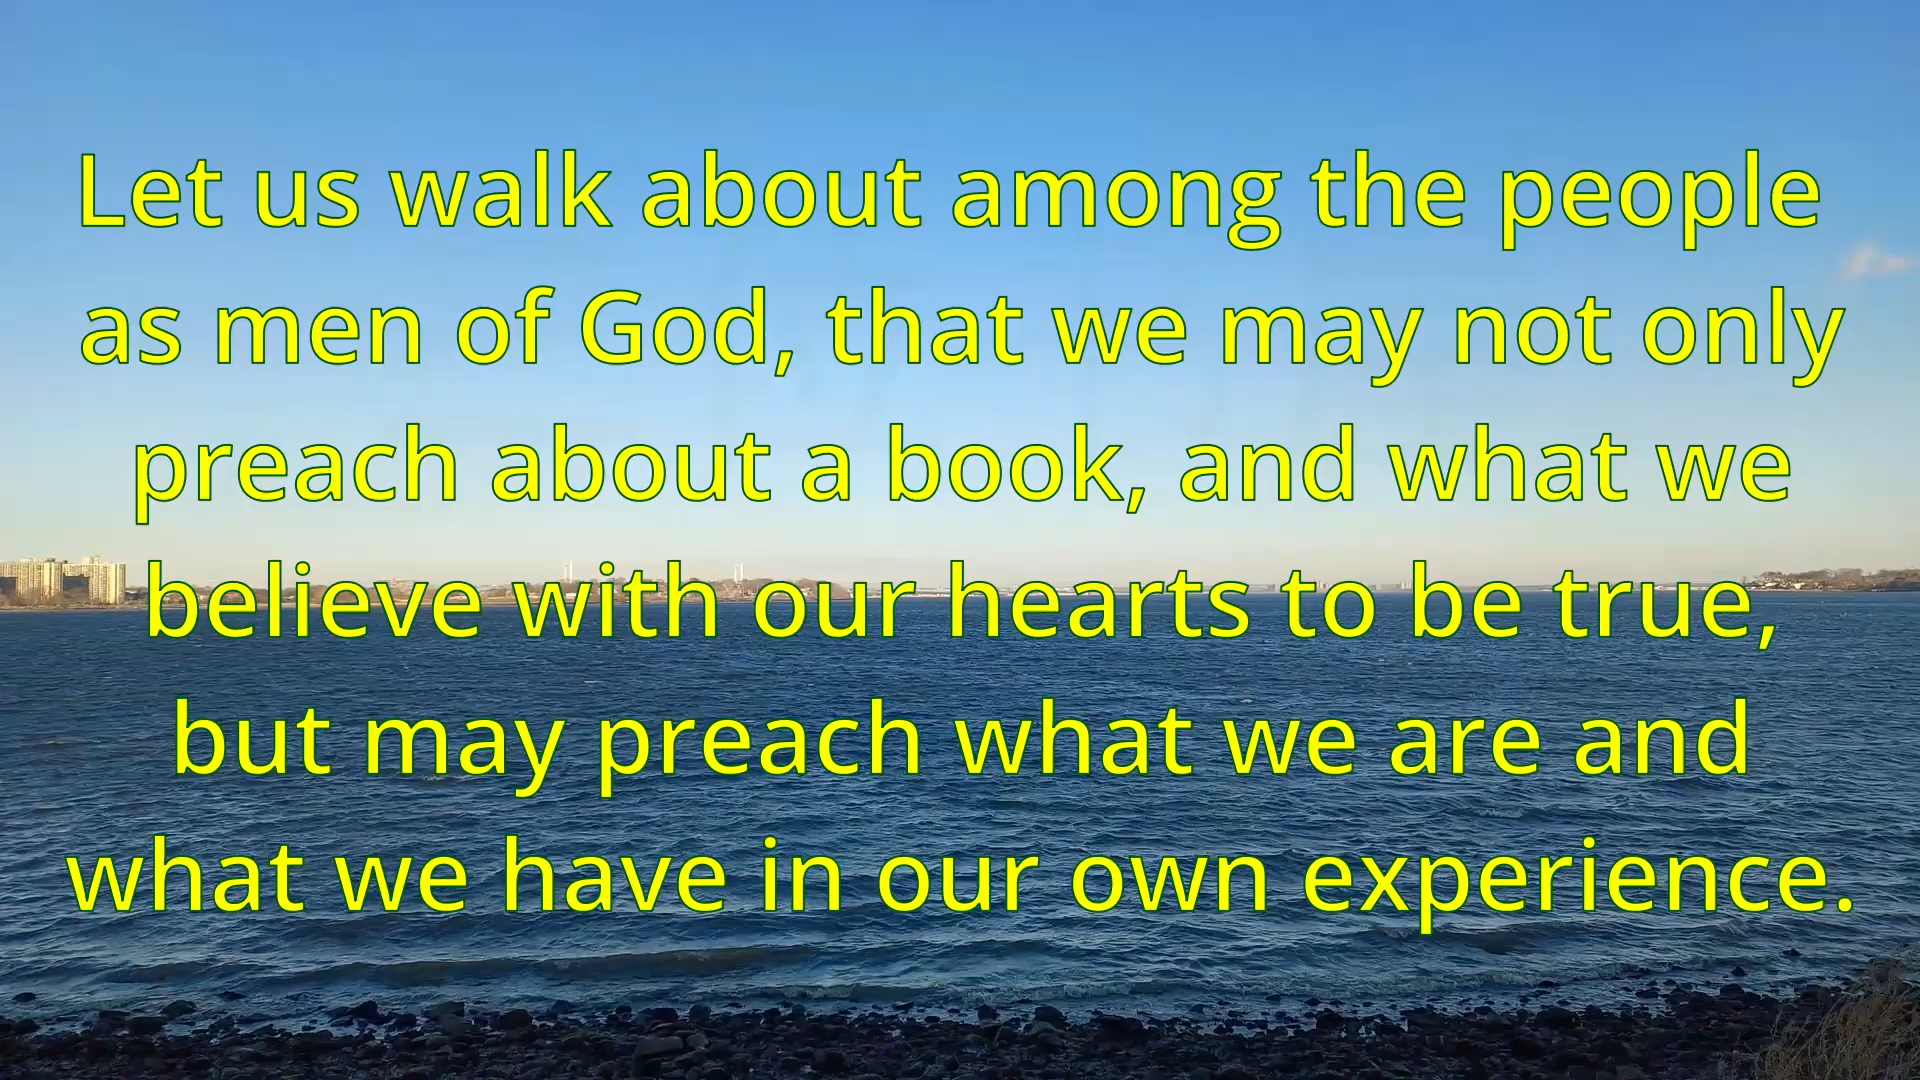 Let us walk about among the people
as men of God, that we may not only
preach about a book, and what we
believe with our hearts to be true,
but may preach what we are and
what we have in our own experience.